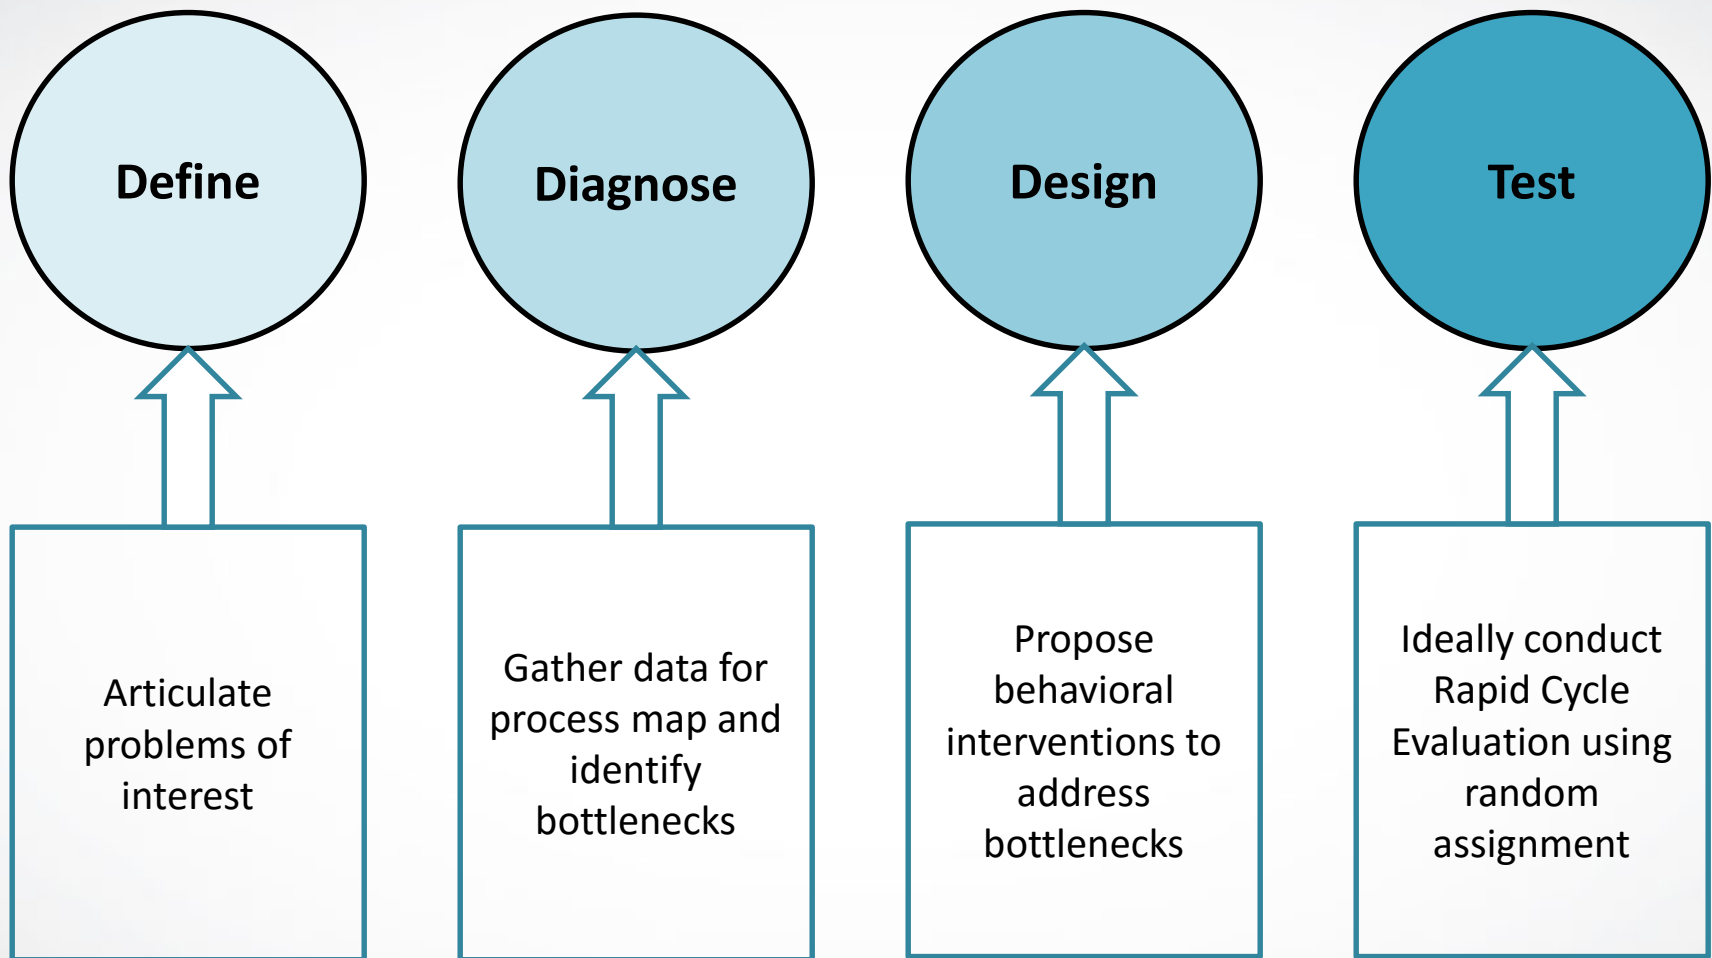 Define
Diagnose
Design
Test
Articulate
problems of
interest
Gather data for
process map and
identify
bottlenecks
Propose
behavioral
interventions to
address
bottlenecks
Ideally conduct
Rapid Cycle
Evaluation using
random
assignment